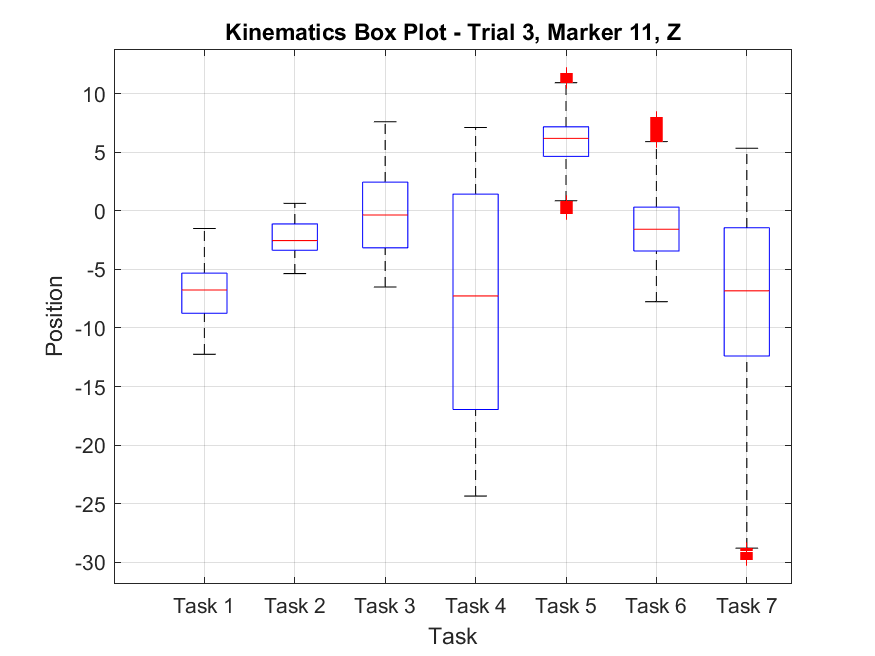 Kinematics Box Plot - Trial 3, Marker 11, Z
10
5
0
-5
-10
-15
-20
-25
-30
Position
Task 1 Task 2 Task 3 Task 4 Task 5 Task 6 Task 7
Task